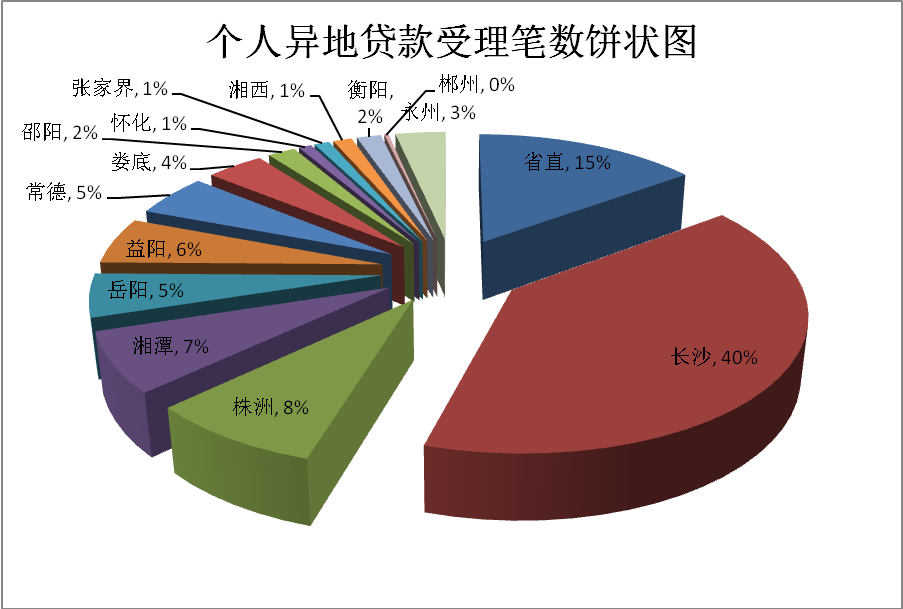 个人异地贷款受理笔数饼状图
张家界, 1%
湘西, 1%
衡阳,
2%
郴州, 0%
永州, 3%
怀化, 1%
邵阳, 2%
娄底, 4%
省直, 15%
常德, 5%
益阳, 6%
岳阳, 5%
湘潭, 7%
长沙, 40%
株洲, 8%